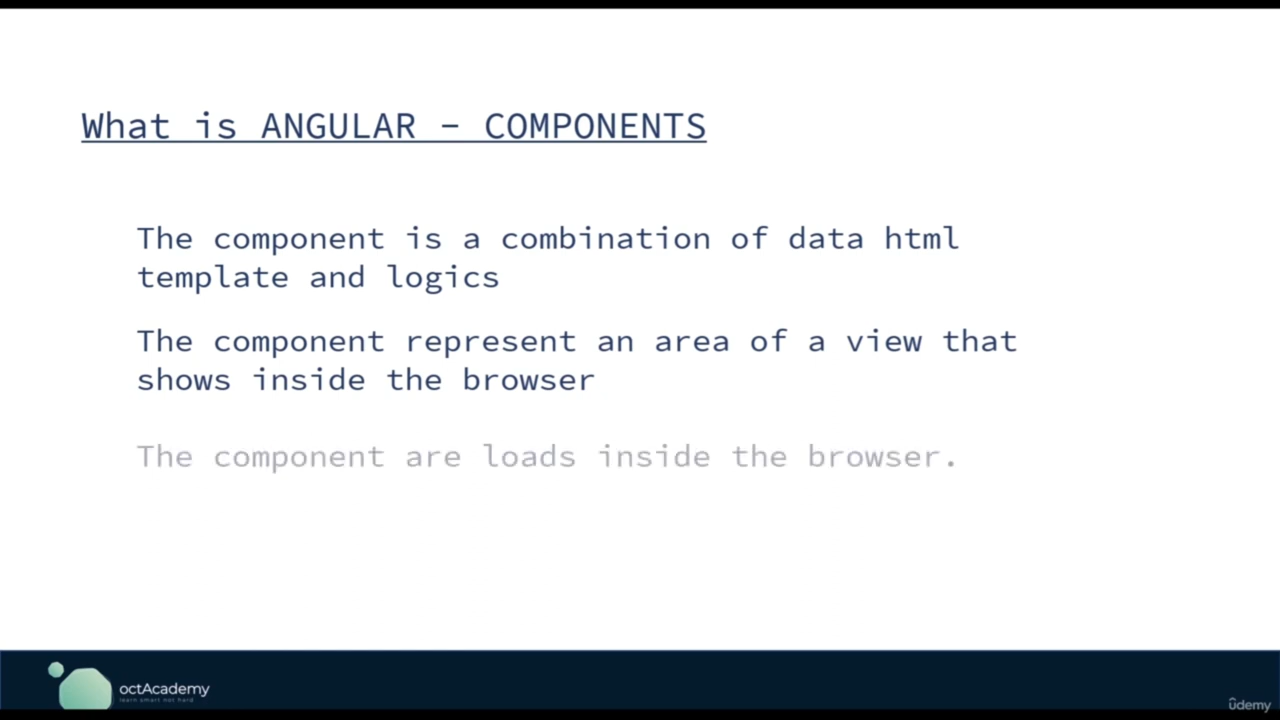 What is ANGULAR - COMPONENTS
The component is a combination of data html
template and logics
The component represent an area of a view that
shows inside the browser
The component are loads inside the browser.
octAcademy
learn smart not hard
ûdemy